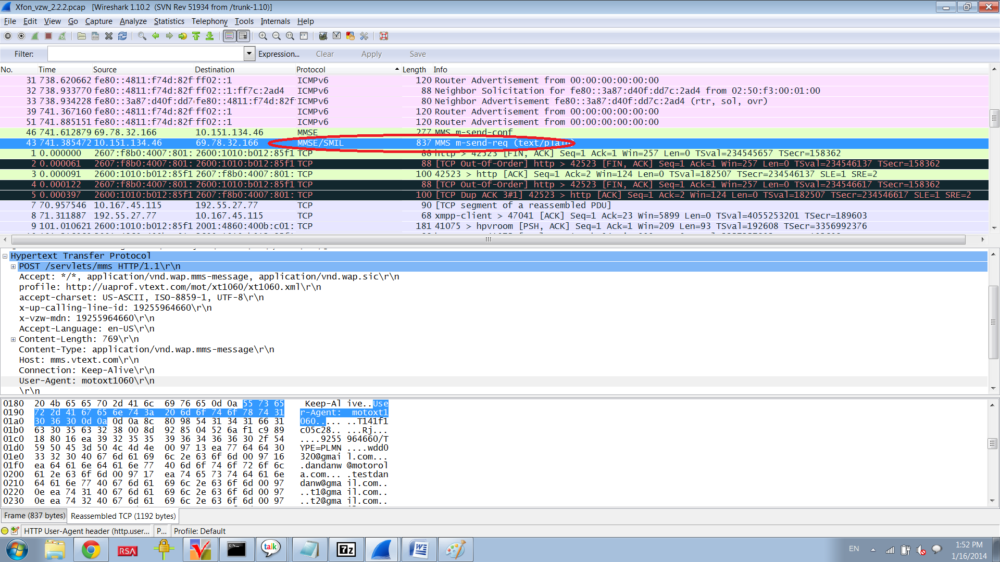 Xfon_vzw_2.2.2.pcap [Wireshark 1.10.2 (SVN Rev 51934 from /trunk-1.10)]
File Edit View Go Capture Analyze Statistics Telephony Tools Internals Help
Filter: Expression... Clear Apply Save
No. Time Source Destination Protocol Length Info
31 738.620662 fe80::4811:f74d:82f ff02::1 ICMPv6 120 Router Advertisement from 00:00:00:00:00:00
32 738.933770 fe80::4811:f74d:82f ff02::1:ff7c:2ad4 ICMPv6 88 Neighbor Solicitation for fe80::3a87:d40f:dd7c:2ad4 from 02:50:f3:00:01:00
33 738.934228 fe80::3a87:d40f:dd7 fe80::4811:f74d:82f ICMPv6 80 Neighbor Advertisement fe80::3a87:d40f:dd7c:2ad4 (rtr, sol, ovr)
39 741.367160 fe80::4811:f74d:82f ff02::1 ICMPv6 120 Router Advertisement from 00:00:00:00:00:00
51 741.885151 fe80::4811:f74d:82f ff02::1 ICMPv6 120 Router Advertisement from 00:00:00:00:00:00
46 741.612879 69.78.32.166 10.151.134.46 MMSE 277 MMS m-send-conf
43 741.385472 10.151.134.46 69.78.32.166 MMSE/SMIL 837 MMS m-send-req (text/plain)
1 0.000000 2607:f8b0:4007:801: 2600:1010:b012:85f1 TCP 88 http > 42523 [FIN, ACK] Seq=1 Ack=1 Win=257 Len=0 TSval=234545657 TSecr=158362
2 0.000061 2607:f8b0:4007:801: 2600:1010:b012:85f1 TCP 88 [TCP Out-Of-Order] http > 42523 [FIN, ACK] Seq=1 Ack=1 Win=257 Len=0 TSval=234546137 TSecr=158362
3 0.000091 2600:1010:b012:85f1 2607:f8b0:4007:801: TCP 100 42523 > http [ACK] Seq=1 Ack=2 Win=124 Len=0 TSval=182507 TSecr=234546137 SLE=1 SRE=2
4 0.000122 2607:f8b0:4007:801: 2600:1010:b012:85f1 TCP 88 [TCP Out-Of-Order] http > 42523 [FIN, ACK] Seq=1 Ack=1 Win=257 Len=0 TSval=234546617 TSecr=158362
5 0.000397 2600:1010:b012:85f1 2607:f8b0:4007:801: TCP 100 [TCP Dup ACK 3#1] 42523 > http [ACK] Seq=1 Ack=2 Win=124 Len=0 TSval=182507 TSecr=234546617 SLE=1 SRE=2
7 70.957546 10.167.45.115 192.55.27.77 TCP 90 [TCP segment of a reassembled PDU]
8 71.311887 192.55.27.77 10.167.45.115 TCP 68 xmpp-client > 47041 [ACK] Seq=1 Ack=23 Win=5899 Len=0 TSval=4055253201 TSecr=189603
9 101.010621 2600:1010:b012:85f1 2001:4860:400b:c01: TCP 181 41075 > hpvroom [PSH, ACK] Seq=1 Ack=1 Win=209 Len=93 TSval=192608 TSecr=3356992376
Hypertext Transfer Protocol
POST /servlets/mms HTTP/1.1\r\n
Accept: */*, application/vnd.wap.mms-message, application/vnd.wap.sic\r\n
profile: http://uaprof.vtext.com/mot/xt1060/xt1060.xml\r\n
accept-charset: US-ASCII, ISO-8859-1, UTF-8\r\n
x-up-calling-line-id: 19255964660\r\n
x-vzw-mdn: 19255964660\r\n
Accept-Language: en-US\r\n
Content-Length: 769\r\n
Content-Type: application/vnd.wap.mms-message\r\n
Host: mms.vtext.com\r\n
Connection: Keep-Alive\r\n
User-Agent: motoxt1060\r\n
\r\n
0180 20 4b 65 65 70 2d 41 6c 69 76 65 0d 0a 55 73 65 Keep-Al ive..Use
0190 72 2d 41 67 65 6e 74 3a 20 6d 6f 74 6f 78 74 31 r-Agent: motoxt1
01a0 30 36 30 0d 0a 0d 0a 8c 80 98 54 31 34 31 66 31 060..... ..T141f1
01b0 63 30 35 63 32 38 00 8d 92 85 04 52 6a f1 c9 89 c05c28.. ...Rj...
01c0 18 80 16 ea 39 32 35 35 39 36 34 36 36 30 2f 54 ....9255 964660/T
01d0 59 50 45 3d 50 4c 4d 4e 00 97 13 ea 77 64 64 30 YPE=PLMN ....wdd0
01e0 33 32 30 40 67 6d 61 69 6c 2e 63 6f 6d 00 97 16 320@gmai l.com...
01f0 ea 64 61 6e 64 61 6e 77 40 6d 6f 74 6f 72 6f 6c .dandanw @motorol
0200 61 2e 63 6f 6d 00 97 17 ea 74 65 73 74 64 61 6e a.com... .testdan
0210 64 61 6e 77 40 67 6d 61 69 6c 2e 63 6f 6d 00 97 danw@gma il.com..
0220 0e ea 74 31 40 67 6d 61 69 6c 2e 63 6f 6d 00 97 ..t1@gma il.com..
0230 0e ea 74 32 40 67 6d 61 69 6c 2e 63 6f 6d 00 97 ..t2@gma il.com..
Frame (837 bytes) Reassembled TCP (1192 bytes)
HTTP User-Agent header (http.user... P... Profile: Default
RSA
talk
7z
EN
1:52 PM
1/16/2014